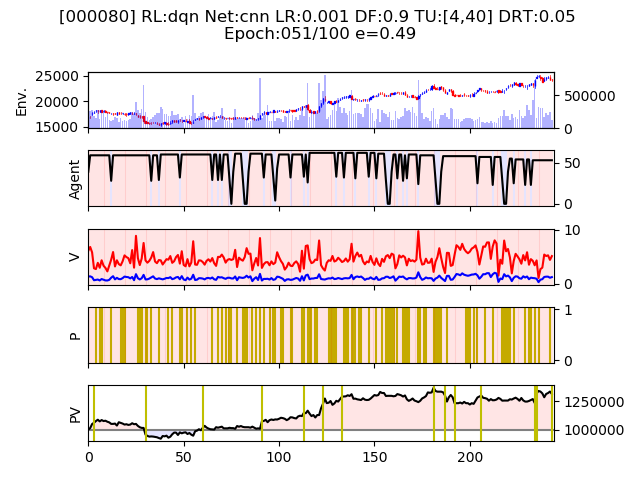 [000080] RL:dqn Net:cnn LR:0.001 DF:0.9 TU:[4,40] DRT:0.05
Epoch:051/100 e=0.49
Env.
25000
20000
15000
500000
0
Agent
50
0
V
10
0
P
1
0
PV
1250000
1000000
0 50 100 150 200